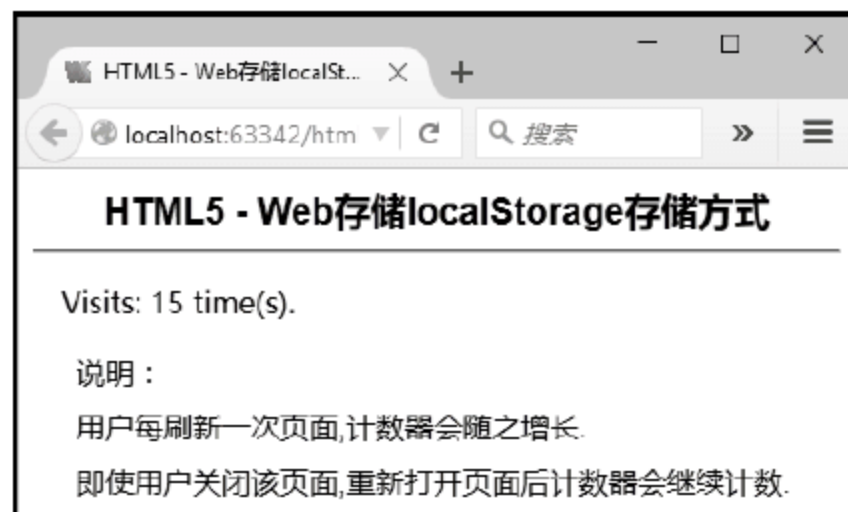 HTML5 - Web存储localSt...
localhost:63342/htm
搜索
HTML5 - Web存储localStorage存储方式
Visits: 15 time(s).
说明：
用户每刷新一次页面,计数器会随之增长.
即使用户关闭该页面,重新打开页面后计数器会继续计数.